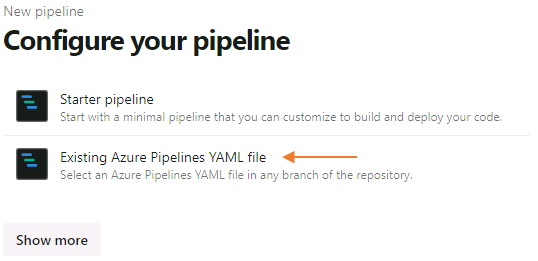 New pipeline
Configure your pipeline
Starter pipeline
Start with a minimal pipeline that you can customize to build and deploy your code.
Existing Azure Pipelines YAML file
Select an Azure Pipelines YAML file in any branch of the repository.
Show more